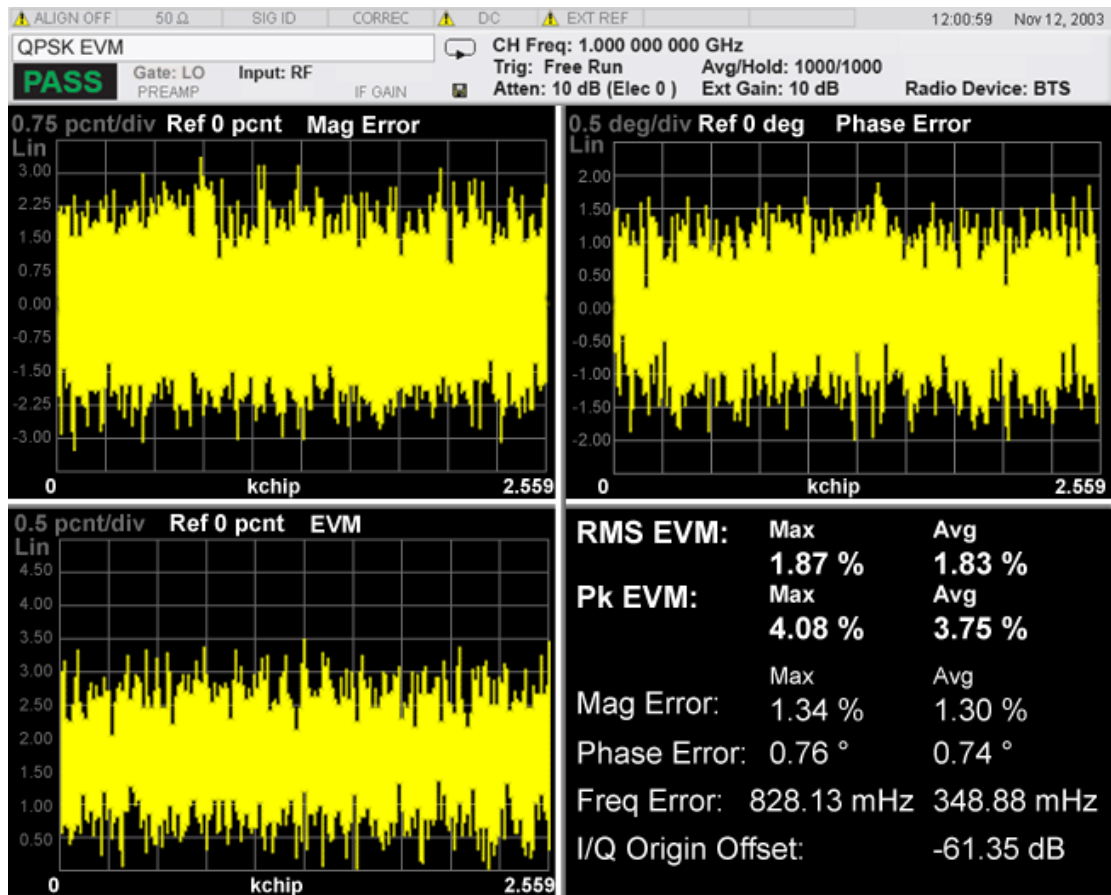 ALIGN OFF 50 Ω SIG ID CORREC DC EXT REF 12:00:59 Nov 12, 2003
QPSK EVM
PASS
Gate: LO Input: RF
PREAMP IF GAIN
CH Freq: 1.000 000 000 GHz
Trig: Free Run Avg/Hold: 1000/1000
Atten: 10 dB (Elec 0 ) Ext Gain: 10 dB Radio Device: BTS
0.75 pcnt/div Ref 0 pcnt Mag Error
Lin
3.00
2.25
1.50
0.75
0.00
-0.75
-1.50
-2.25
-3.00
0 kchip 2.559
0.5 deg/div Ref 0 deg Phase Error
Lin
2.00
1.50
1.00
0.50
0.00
-0.50
-1.00
-1.50
-2.00
0 kchip 2.559
0.5 pcnt/div Ref 0 pcnt EVM
Lin
4.50
4.00
3.50
3.00
2.50
2.00
1.50
1.00
0.50
0 kchip 2.559
RMS EVM: Max Avg
1.87 % 1.83 %
Pk EVM: Max Avg
4.08 % 3.75 %
Max Avg
Mag Error: 1.34 % 1.30 %
Phase Error: 0.76 ° 0.74 °
Freq Error: 828.13 mHz 348.88 mHz
I/Q Origin Offset: -61.35 dB